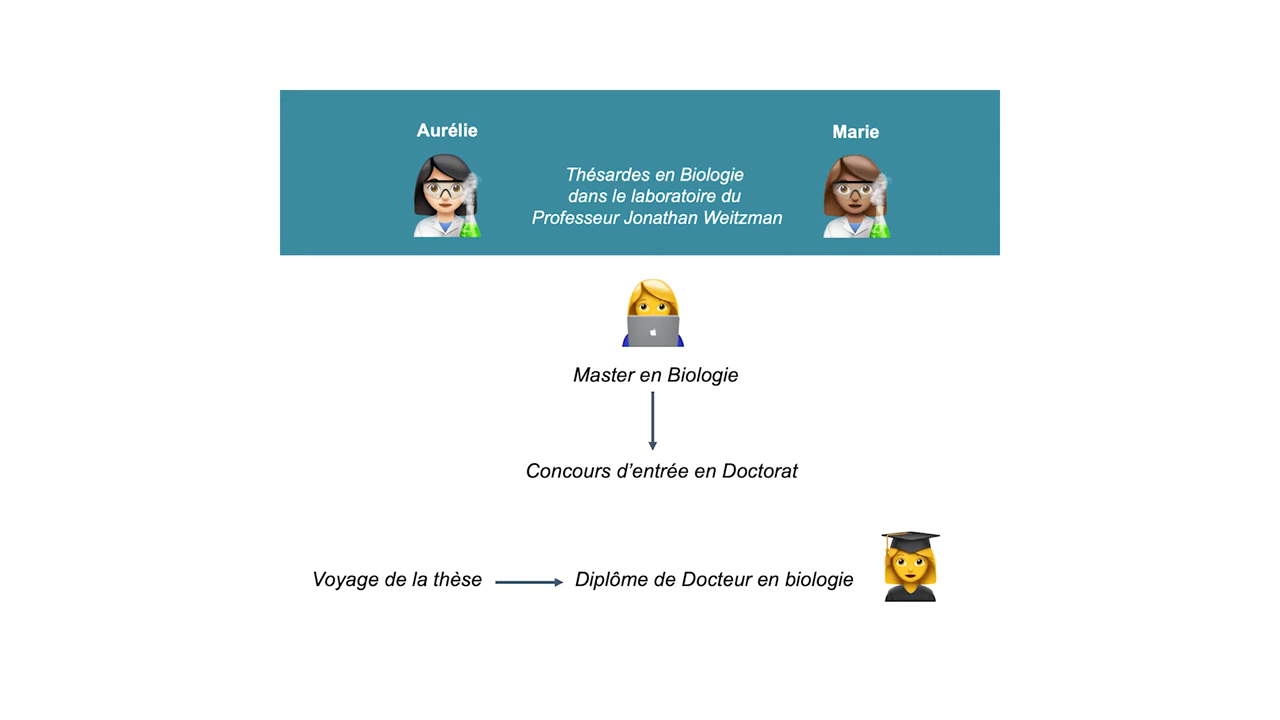 Aurélie
Marie
Thésardes en Biologie
dans le laboratoire du
Professeur Jonathan Weitzman
Master en Biologie
Concours d’entrée en Doctorat
Voyage de la thèse
Diplôme de Docteur en biologie